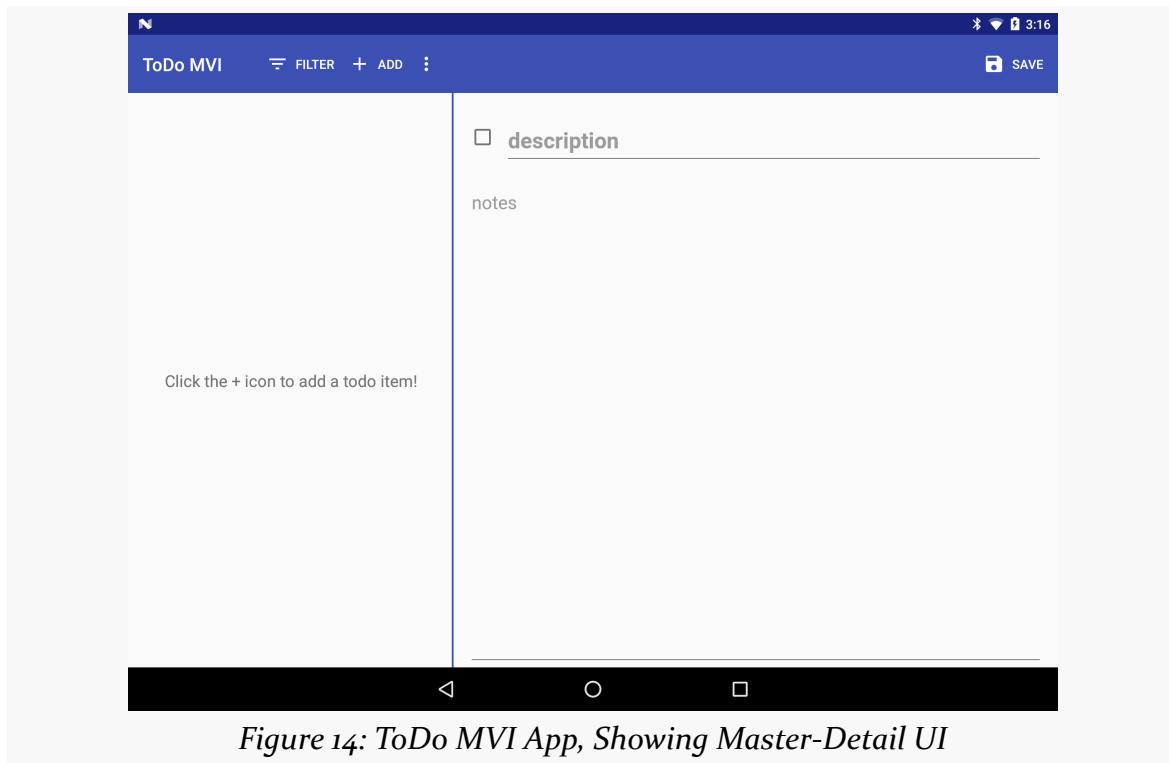 N 3:16
ToDo MVI FILTER + ADD SAVE
description
notes
Click the + icon to add a todo item!
Figure 14: ToDo MVI App, Showing Master-Detail UI